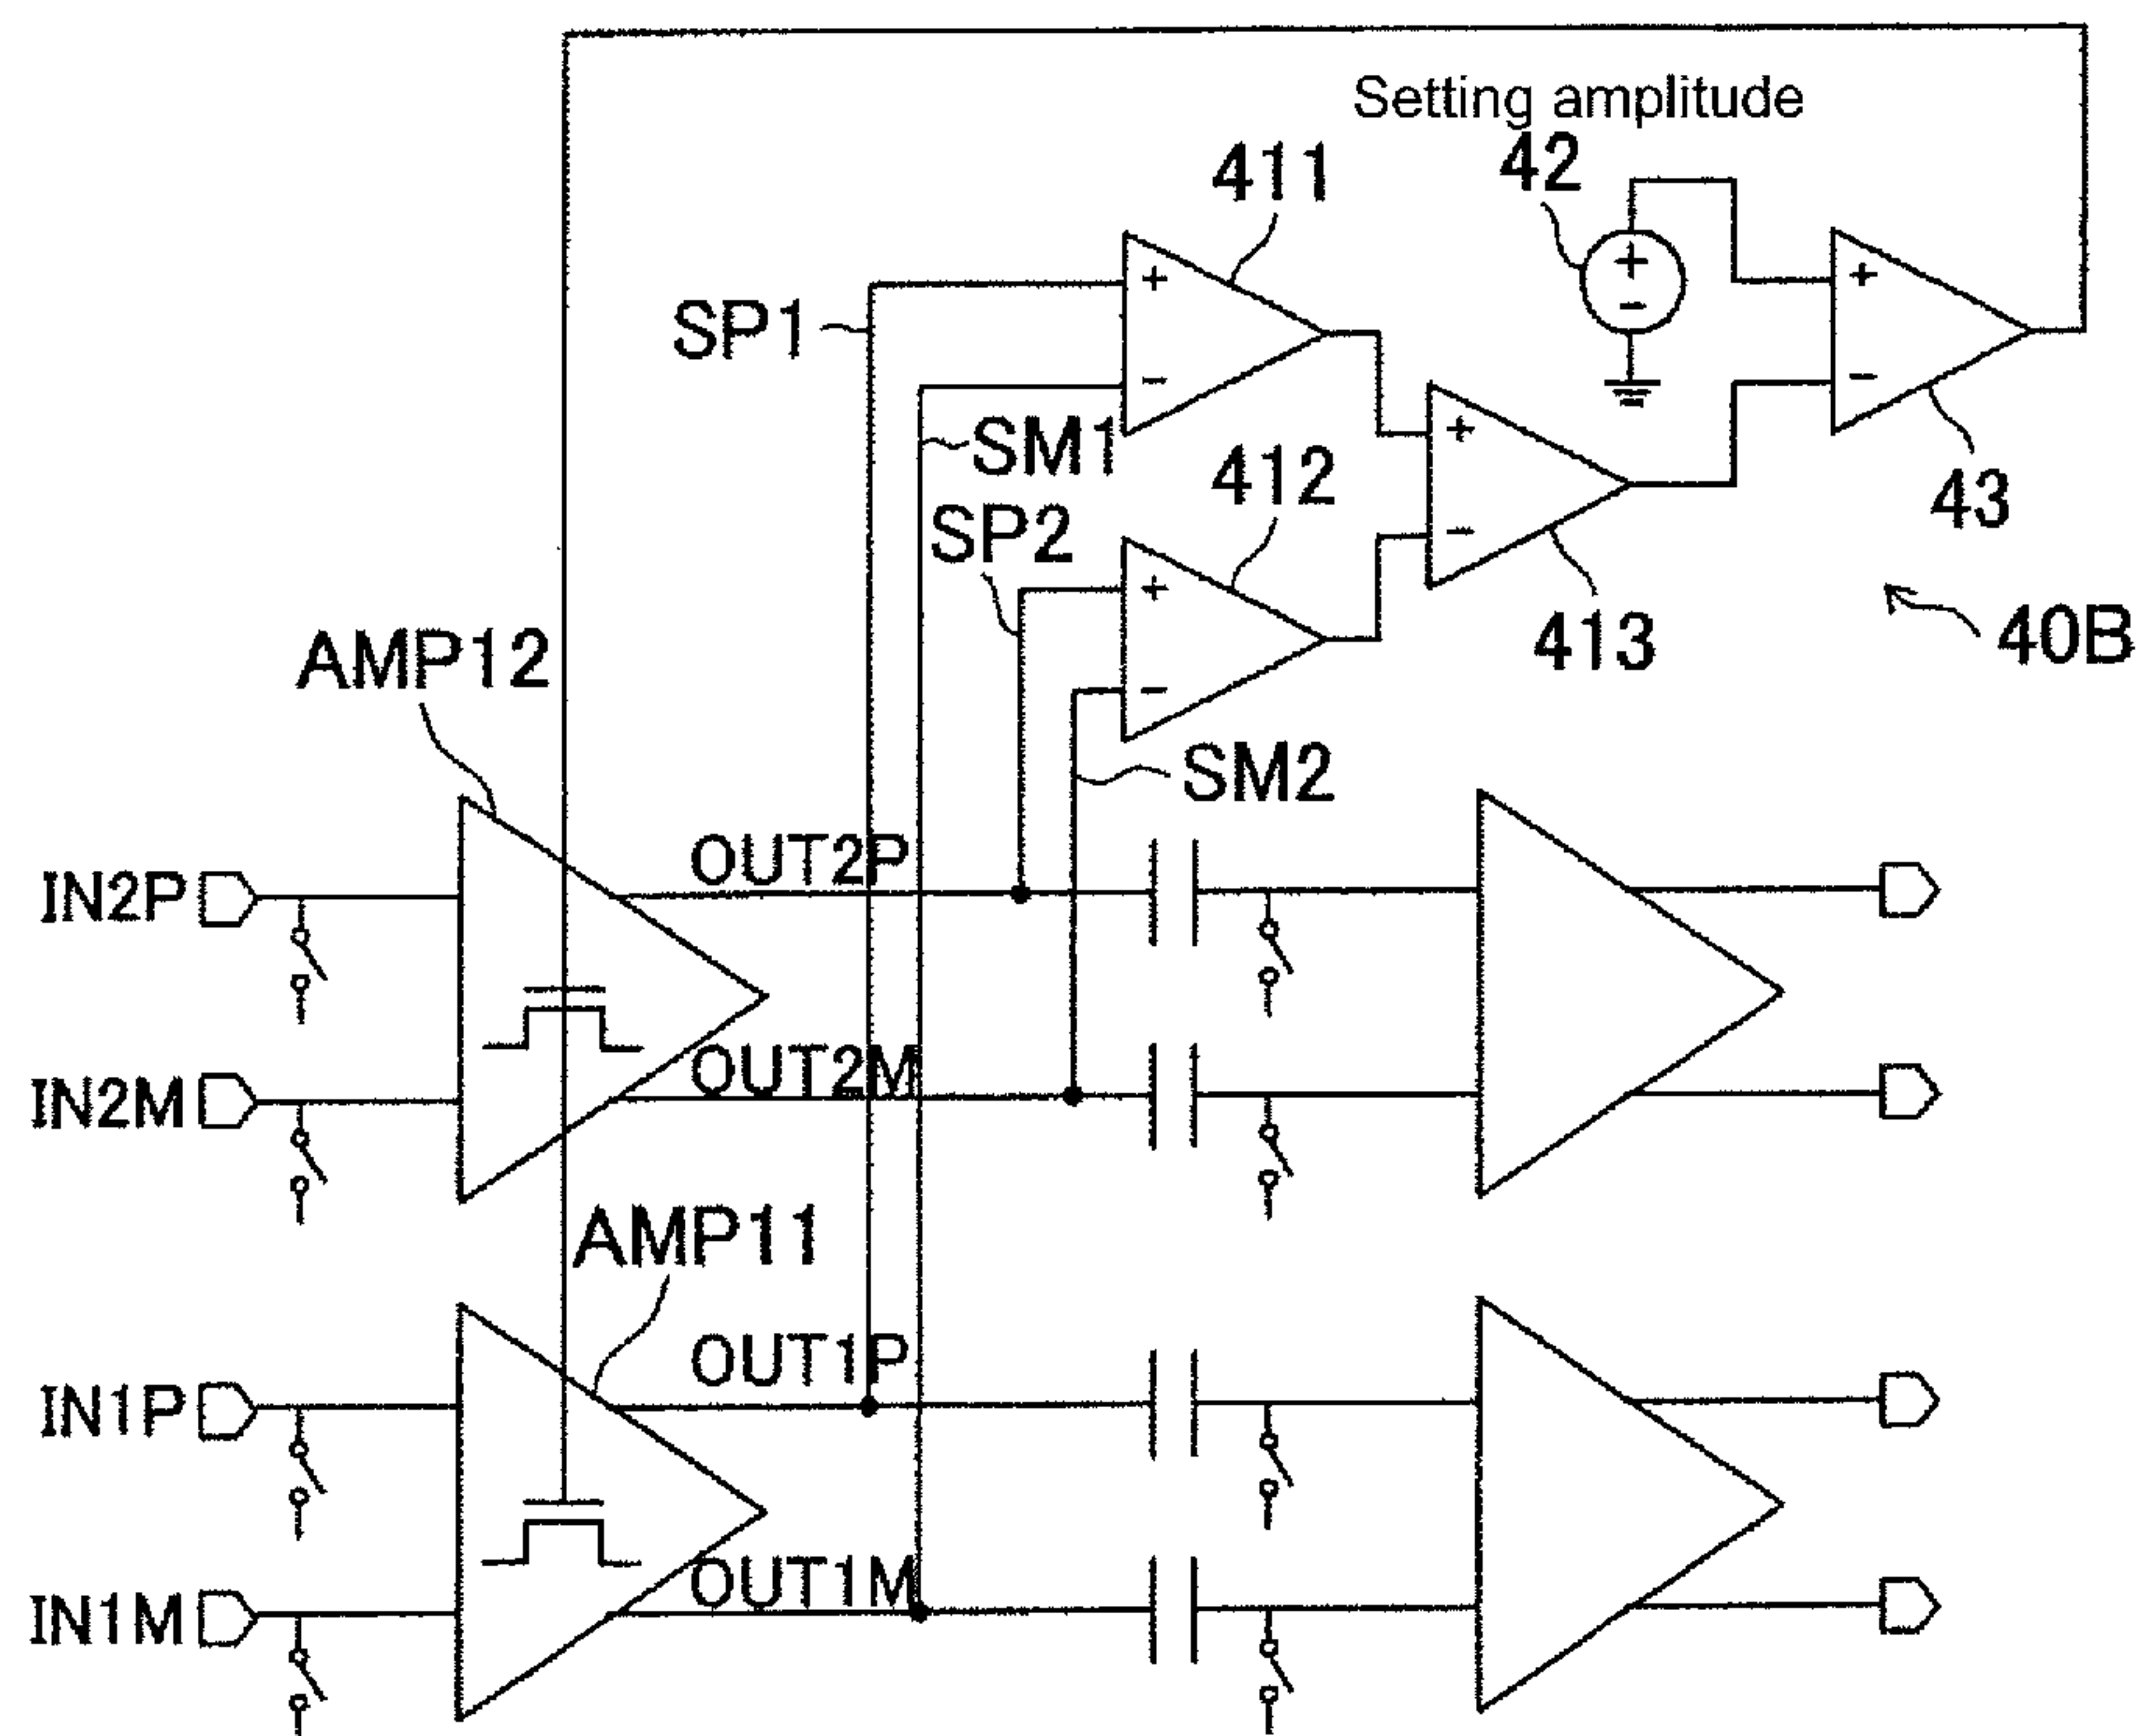 Setting amplitude
42
411
SP1
SM1
412
43
SP2
413
40B
AMP12
SM2
OUT2P
IN2P
OUT2M
IN2M
AMP11
OUT1P
IN1P
OUT1M
IN1M